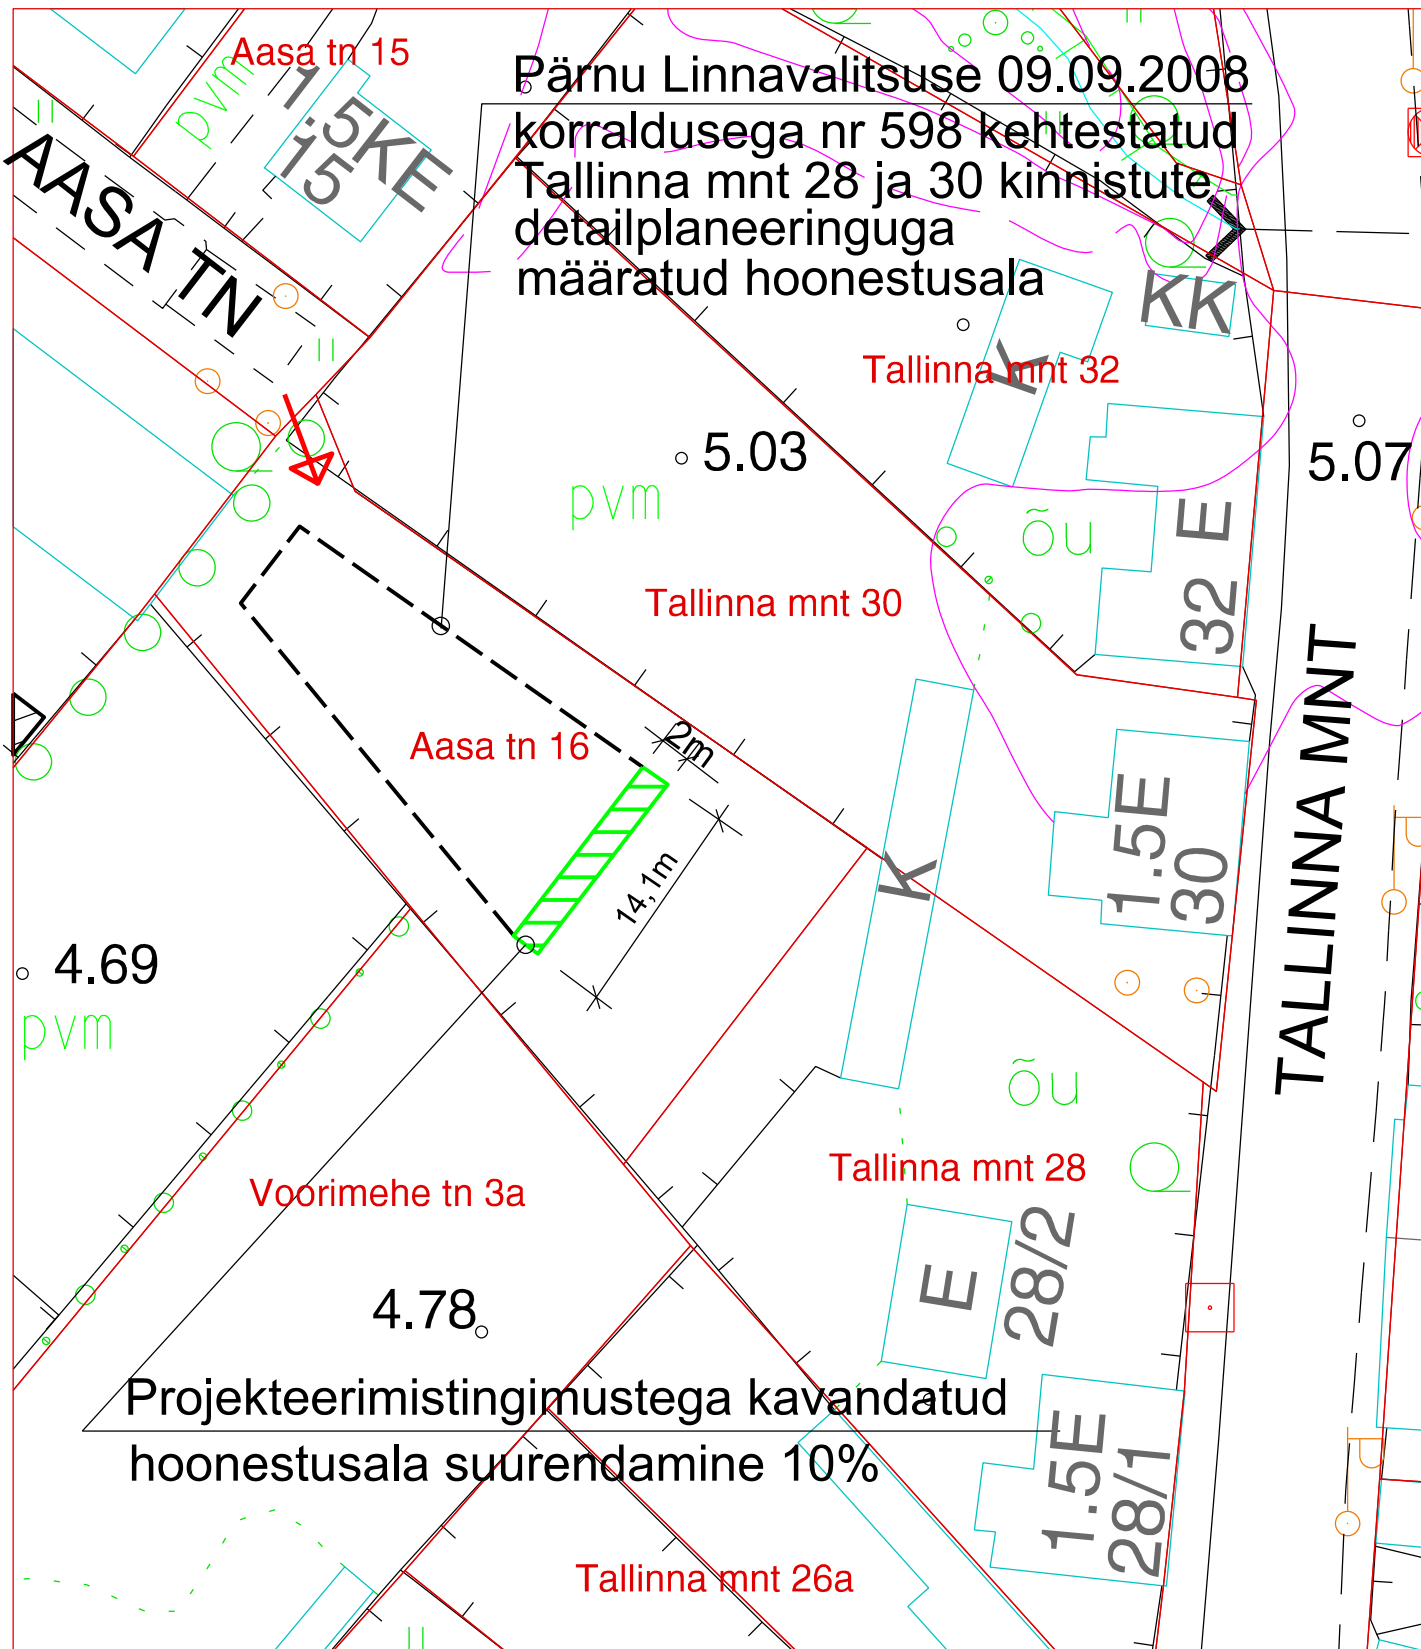 Aasa tn 15
pvm
1.5KE
15
AASA TN
Pärnu Linnavalitsuse 09.09.2008
korraldusega nr 598 kehtestatud
Tallinna mnt 28 ja 30 kinnistute
detailplaneeringuga
määratud hoonestusala
KK
K
Tallinna mnt 32
5.03
5.07
pvm
õu
E
32
Tallinna mnt 30
TALLINNA MNT
Aasa tn 16
2m
1.5E
30
K
14,1m
4.69
pvm
õu
Tallinna mnt 28
Voorimehe tn 3a
28/2
E
4.78
Projekteerimistingimustega kavandatud
hoonestusala suurendamine 10%
1.5E
28/1
Tallinna mnt 26a